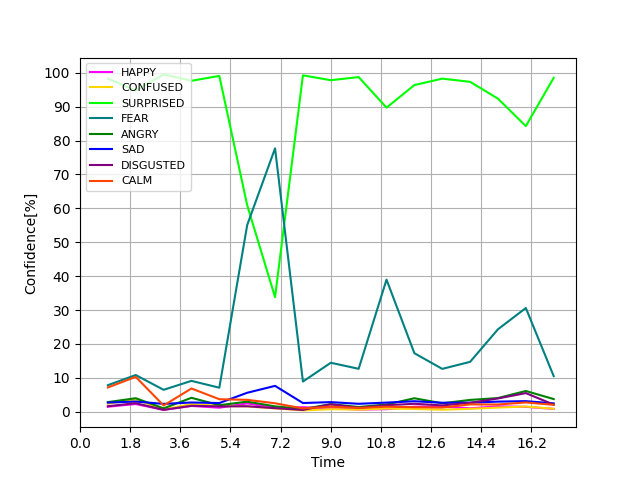 HAPPY
CONFUSED
SURPRISED
FEAR
ANGRY
SAD
DISGUSTED
CALM
100
90
80
70
60
50
40
30
20
10
0
Confidence[%]
0.0 1.8 3.6 5.4 7.2 9.0 10.8 12.6 14.4 16.2
Time